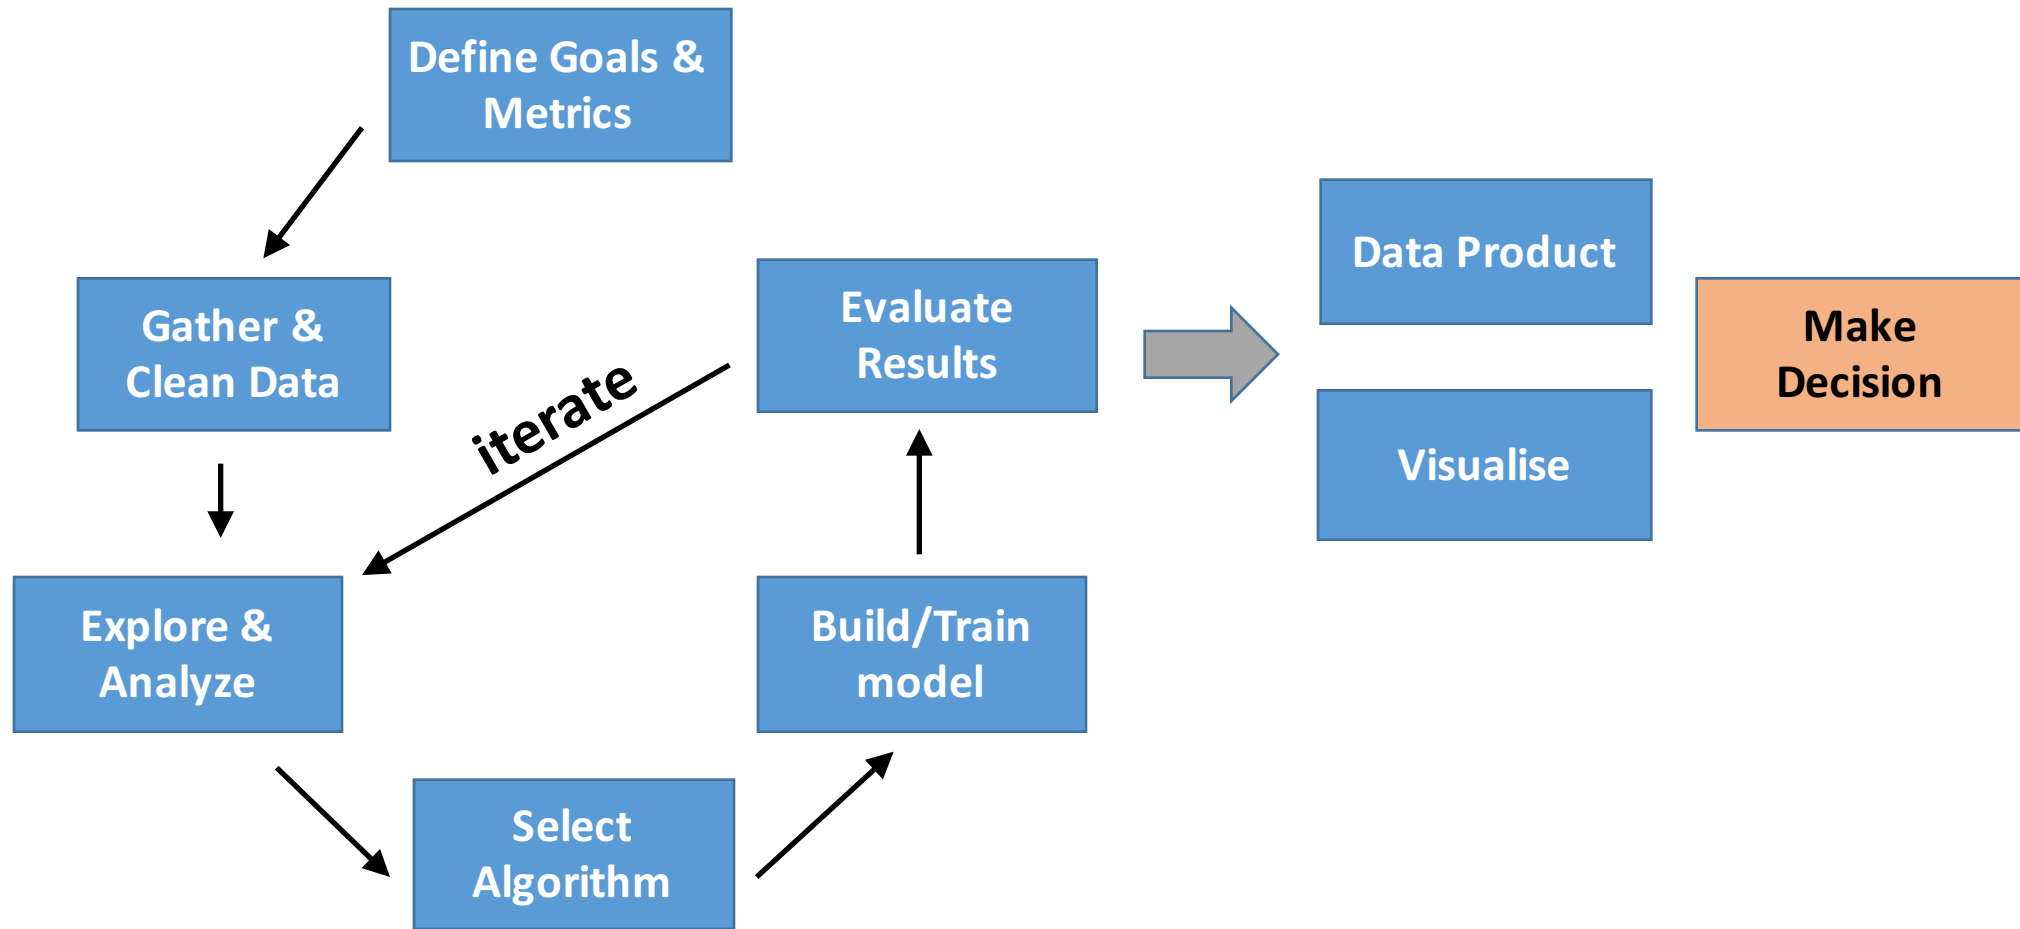 Define Goals &
Metrics
Gather &
Clean Data
Explore &
Analyze
Select
Algorithm
Build/Train
model
Evaluate
Results
iterate
Data Product
Visualise
Make
Decision